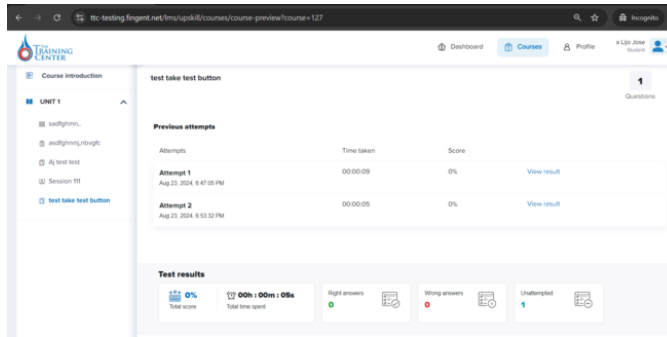 ttc-testing.fingent.net/lms/upskill/courses/course-preview?course=127
Incognito
THE
TRAINING
CENTER
Dashboard
Courses
Profile
a Lijo Jose
Student
Course introduction
UNIT 1
sadfghmn,.
asdfghnmj,nbvgfc
Aj test test
Session 111
test take test button
test take test button
1
Questions
Previous attempts
Attempts Time taken Score
Attempt 1 00:00:09 0% View result
Aug 23, 2024, 6:47:05 PM
Attempt 2 00:00:05 0% View result
Aug 23, 2024, 6:53:32 PM
Test results
0%
Total score
00h : 00m : 05s
Total time spent
Right answers
0
Wrong answers
0
Unattempted
1